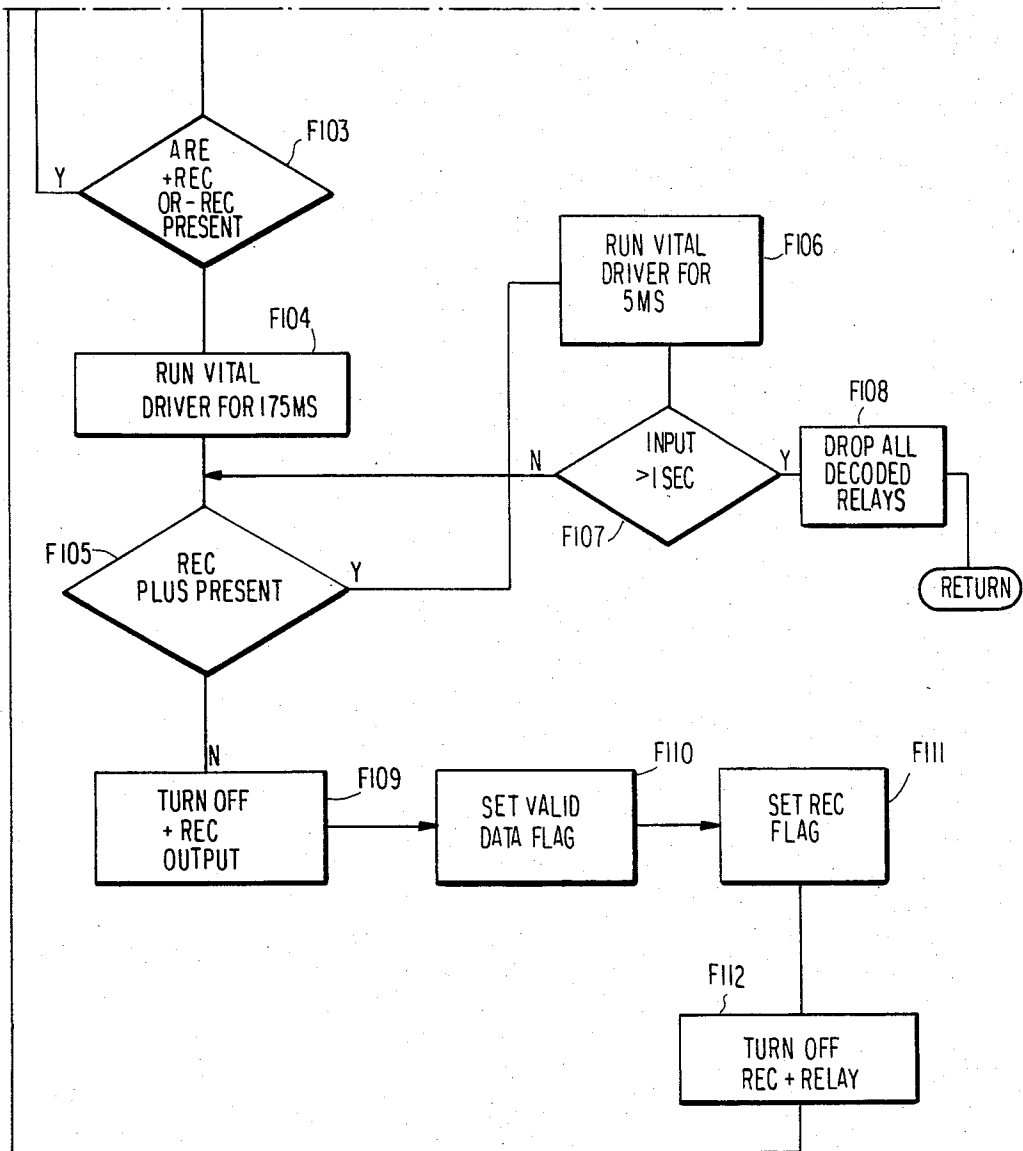 F103
ARE
+REC
OR-REC
PRESENT
Y
F104
RUN VITAL
DRIVER FOR 175MS
F106
RUN VITAL
DRIVER FOR
5MS
F107
INPUT
>1 SEC
N
Y
F108
DROP ALL
DECODED
RELAYS
RETURN
F105
REC
PLUS PRESENT
Y
N
F109
TURN OFF
+ REC
OUTPUT
F110
SET VALID
DATA FLAG
F111
SET REC
FLAG
F112
TURN OFF
REC + RELAY